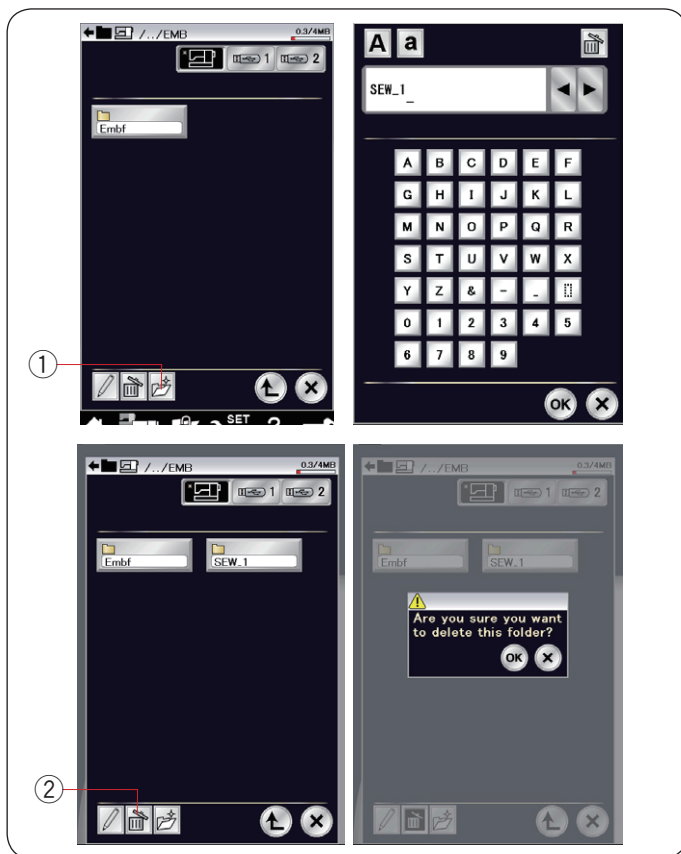 /../EMB 0.3/4MB
1 2
Embf
①
SET ?
A a
SEW_1_
A B C D E F
G H I J K L
M N O P Q R
S T U V W X
Y Z & - _
0 1 2 3 4 5
6 7 8 9
OK
/../EMB 0.3/4MB
1 2
Embf SEW_1
②
/../EMB 0.3/4MB
1 2
Embf SEW_1
Are you sure you want
to delete this folder?
OK